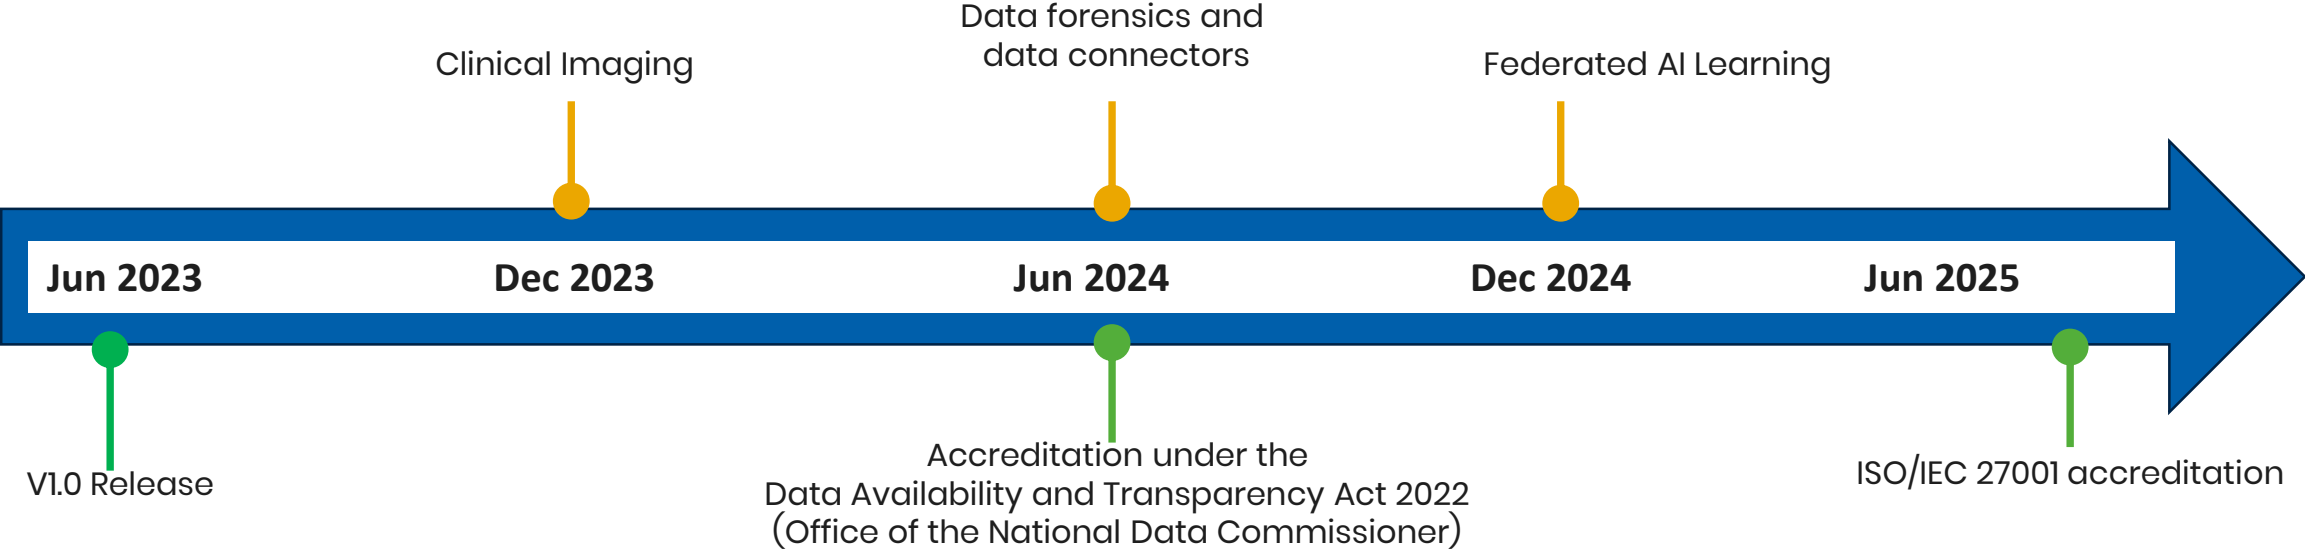 Data forensics and
data connectors
Clinical Imaging
Federated AI Learning
Jun 2023
Dec 2023
Jun 2024
Dec 2024
Jun 2025
V1.0 Release
Accreditation under the
Data Availability and Transparency Act 2022
(Office of the National Data Commissioner)
ISO/IEC 27001 accreditation